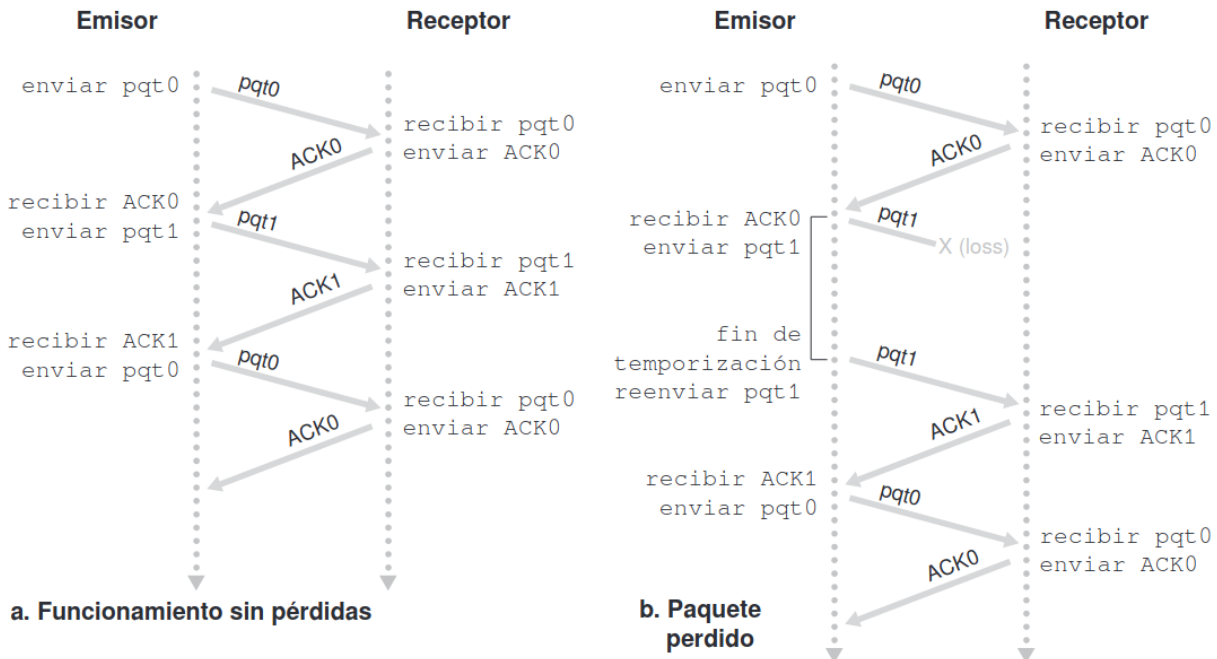 Emisor
Receptor
enviar pqt0
pqt0
recibir pqt0
enviar ACK0
ACK0
recibir ACK0
enviar pqt1
pqt1
recibir pqt1
enviar ACK1
ACK1
recibir ACK1
enviar pqt0
pqt0
recibir pqt0
enviar ACK0
ACK0
a. Funcionamiento sin pérdidas
Emisor
Receptor
enviar pqt0
pqt0
recibir pqt0
enviar ACK0
ACK0
recibir ACK0
enviar pqt1
pqt1
X (loss)
fin de
temporización
reenviar pqt1
pqt1
recibir pqt1
enviar ACK1
ACK1
recibir ACK1
enviar pqt0
pqt0
recibir pqt0
enviar ACK0
ACK0
b. Paquete
perdido